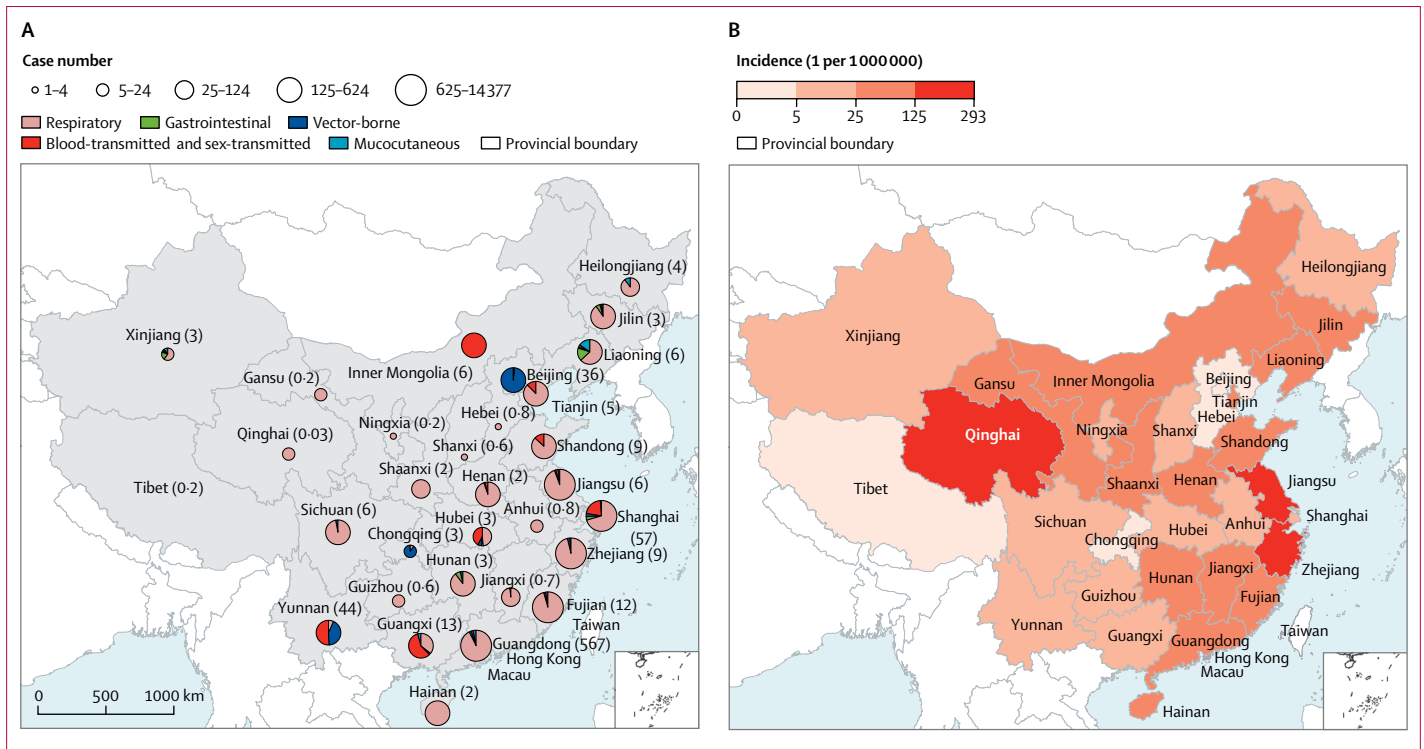 A
Case number
1–4
5–24
25–124
125–624
625–14377
Respiratory
Gastrointestinal
Vector-borne
Blood-transmitted and sex-transmitted
Mucocutaneous
Provincial boundary
Heilongjiang (4)
Jilin (3)
Xinjiang (3)
Liaoning (6)
Gansu (0·2)
Inner Mongolia (6)
Beijing (36)
Tianjin (5)
Hebei (0·8)
Ningxia (0·2)
Qinghai (0·03)
Shanxi (0·6)
Shandong (9)
Shaanxi (2)
Henan (2)
Tibet (0·2)
Jiangsu (6)
Sichuan (6)
Anhui (0·8)
Shanghai
(57)
Hubei (3)
Chongqing (3)
Zhejiang (9)
Hunan (3)
Guizhou (0·6)
Jiangxi (0·7)
Yunnan (44)
Fujian (12)
Guangxi (13)
Taiwan
Guangdong (567)
Hong Kong
Macau
Hainan (2)
0 500 1000 km
B
Incidence (1 per 1 000 000)
0 5 25 125 293
Provincial boundary
Heilongjiang
Xinjiang
Jilin
Liaoning
Gansu
Inner Mongolia
Beijing
Tianjin
Hebei
Qinghai
Ningxia
Shanxi
Shandong
Tibet
Shaanxi
Henan
Jiangsu
Sichuan
Hubei
Anhui
Shanghai
Chongqing
Zhejiang
Hunan
Jiangxi
Guizhou
Fujian
Yunnan
Guangxi
Guangdong
Taiwan
Hong Kong
Macau
Hainan